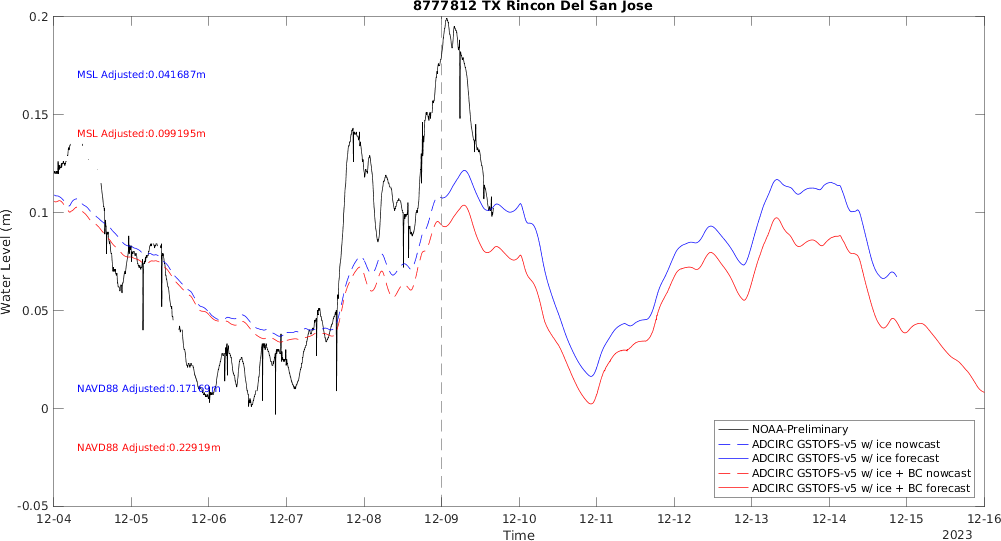 8777812 TX Rincon Del San Jose
0.2
MSL Adjusted:0.041687m
0.15
MSL Adjusted:0.099195m
0.1
Water Level (m)
0.05
NAVD88 Adjusted:0.17169m
0
NAVD88 Adjusted:0.22919m
NOAA-Preliminary
ADCIRC GSTOFS-v5 w/ ice nowcast
ADCIRC GSTOFS-v5 w/ ice forecast
ADCIRC GSTOFS-v5 w/ ice + BC nowcast
ADCIRC GSTOFS-v5 w/ ice + BC forecast
-0.05
12-04 12-05 12-06 12-07 12-08 12-09 12-10 12-11 12-12 12-13 12-14 12-15 12-16
Time
2023